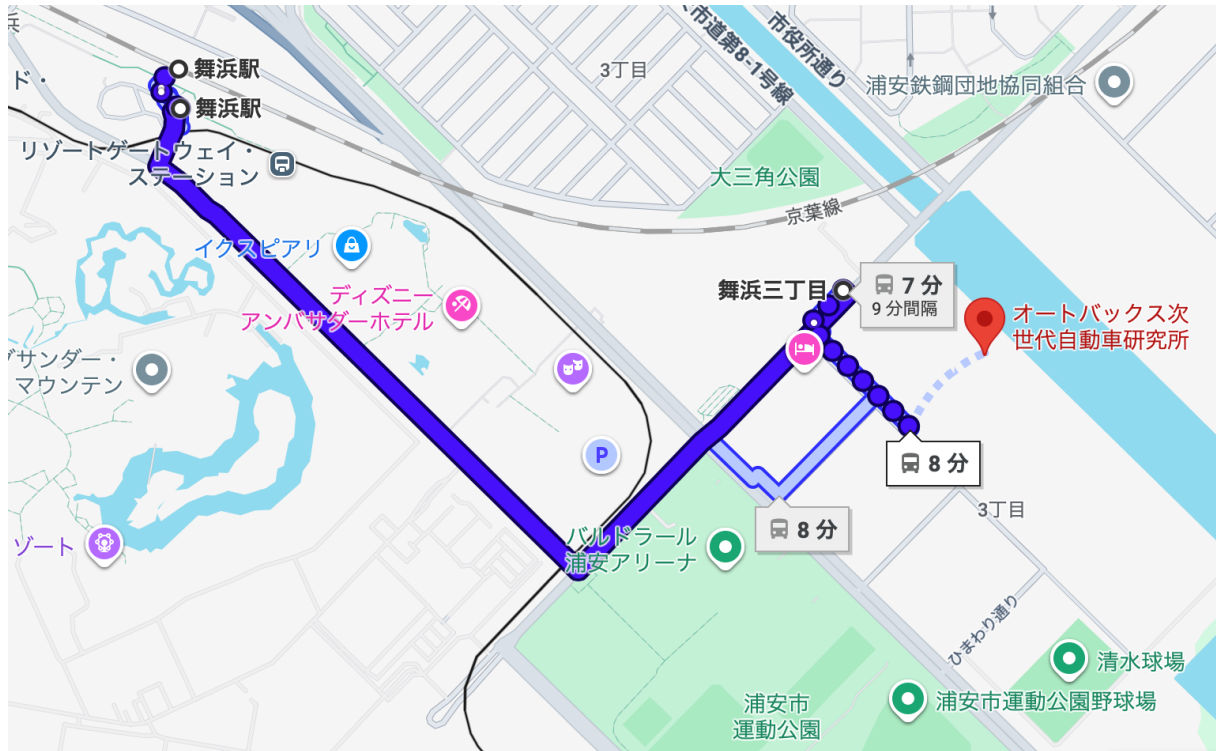 浜
舞浜駅
ド・
舞浜駅
リゾートゲートウェイ・
ステーション
3丁目
市道第8-1号線
市役所通り
浦安鉄鋼団地協同組合
大三角公園
京葉線
イクスピアリ
ディズニー
アンバサダーホテル
舞浜三丁目
7 分
9 分間隔
オートバックス次
世代自動車研究所
グサンダー・
マウンテン
P
8 分
8 分
3丁目
ゾート
バルドラール
浦安アリーナ
ひまわり通り
清水球場
浦安市運動公園野球場
浦安市
運動公園